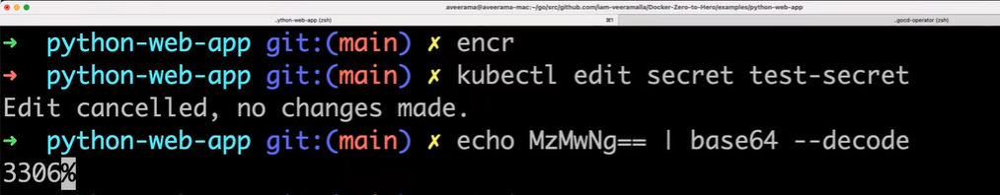 aveerama@aveerama-mac:~/go/src/github.com/iam-veeramalla/Docker-Zero-to-Hero/examples/python-web-app
..ython-web-app (zsh) ⌘1 ..gocd-operator (zsh)
➜ python-web-app git:(main) ✗ encr
➜ python-web-app git:(main) ✗ kubectl edit secret test-secret
Edit cancelled, no changes made.
➜ python-web-app git:(main) ✗ echo MzMwNg== | base64 --decode
3306%